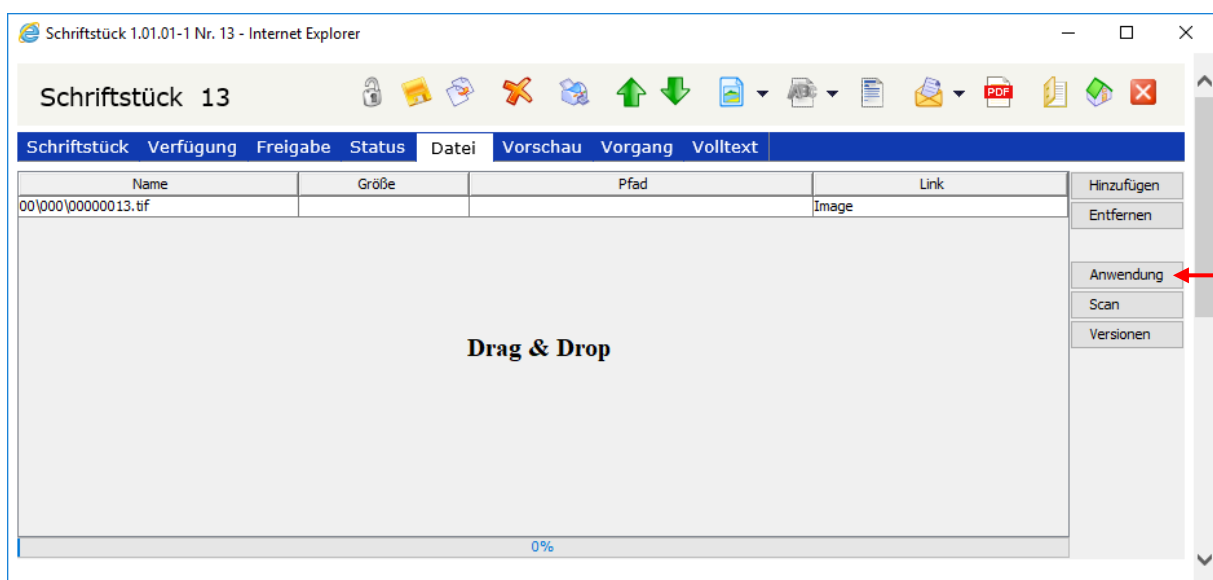 Schriftstück 1.01.01-1 Nr. 13 - Internet Explorer
Schriftstück 13
ABC
PDF
Schriftstück Verfügung Freigabe Status Datei Vorschau Vorgang Volltext
Name Größe Pfad Link Hinzufügen
00\000\00000013.tif Image
Entfernen
Anwendung
Scan
Versionen
Drag & Drop
0%